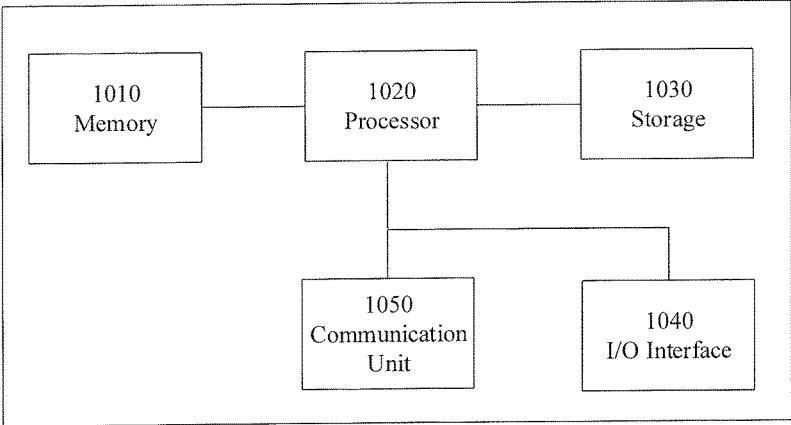 1010
Memory
1020
Processor
1030
Storage
1050
Communication
Unit
1040
I/O Interface